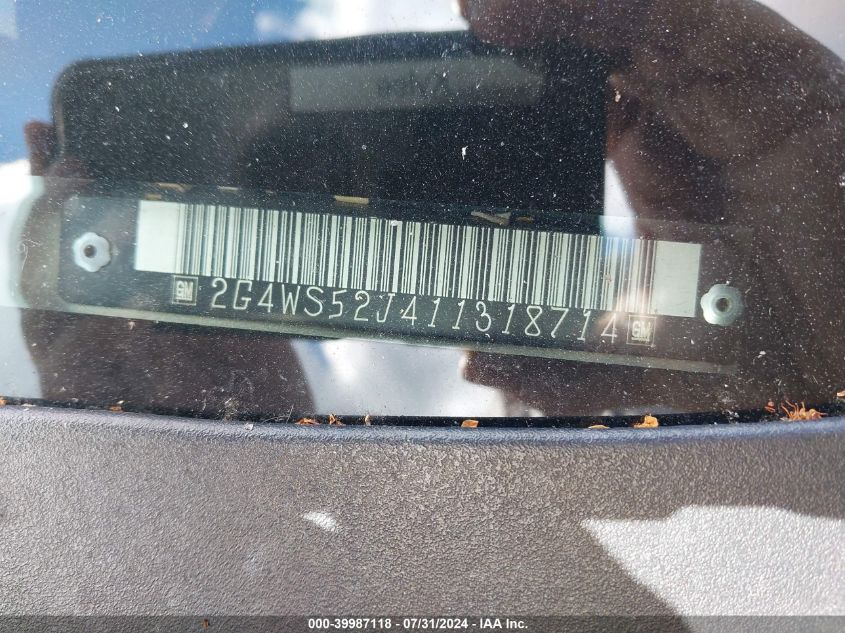 GM 2G4WS52J411318714 GM
000-39987118 - 07/31/2024 - IAA Inc.